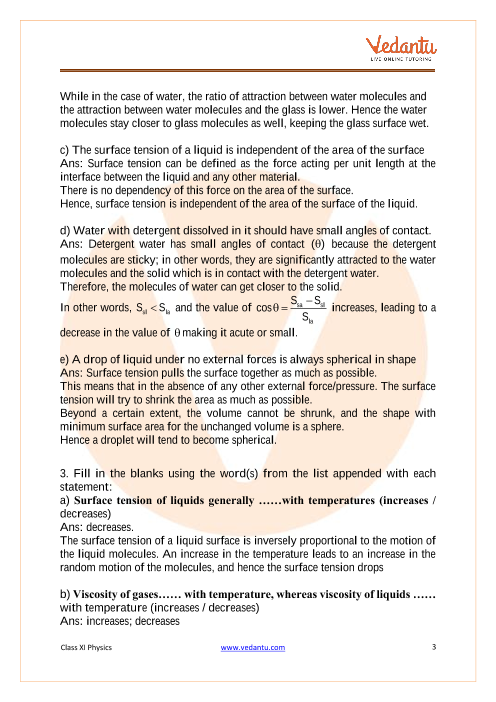 Vedantu
LIVE ONLINE TUTORING
While in the case of water, the ratio of attraction between water molecules and
the attraction between water molecules and the glass is lower. Hence the water
molecules stay closer to glass molecules as well, keeping the glass surface wet.
c) The surface tension of a liquid is independent of the area of the surface
Ans: Surface tension can be defined as the force acting per unit length at the
interface between the liquid and any other material.
There is no dependency of this force on the area of the surface.
Hence, surface tension is independent of the area of the surface of the liquid.
d) Water with detergent dissolved in it should have small angles of contact.
Ans: Detergent water has small angles of contact (θ) because the detergent
molecules are sticky; in other words, they are significantly attracted to the water
molecules and the solid which is in contact with the detergent water.
Therefore, the molecules of water can get closer to the solid.
In other words, S_sl < S_la and the value of cosθ = (S_sa − S_sl) / S_la increases, leading to a
decrease in the value of θ making it acute or small.
e) A drop of liquid under no external forces is always spherical in shape
Ans: Surface tension pulls the surface together as much as possible.
This means that in the absence of any other external force/pressure. The surface
tension will try to shrink the area as much as possible.
Beyond a certain extent, the volume cannot be shrunk, and the shape with
minimum surface area for the unchanged volume is a sphere.
Hence a droplet will tend to become spherical.
3. Fill in the blanks using the word(s) from the list appended with each
statement:
a) Surface tension of liquids generally ……with temperatures (increases /
decreases)
Ans: decreases.
The surface tension of a liquid surface is inversely proportional to the motion of
the liquid molecules. An increase in the temperature leads to an increase in the
random motion of the molecules, and hence the surface tension drops
b) Viscosity of gases…… with temperature, whereas viscosity of liquids ……
with temperature (increases / decreases)
Ans: increases; decreases
Class XI Physics www.vedantu.com 3